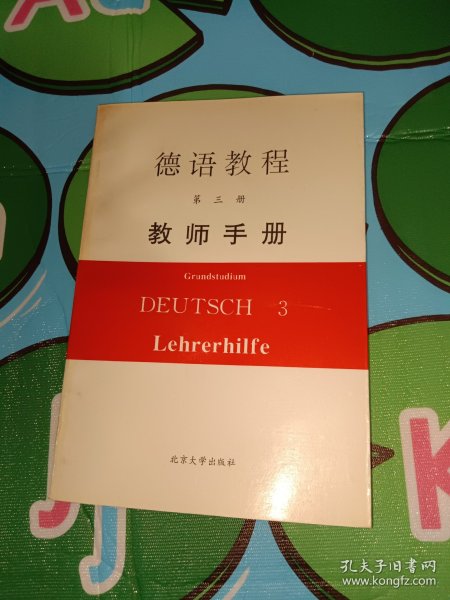 德语教程
第三册
教师手册
Grundstudium
DEUTSCH 3
Lehrerhilfe
北京大学出版社
K
J
j
孔夫子旧书网
www.kongfz.com